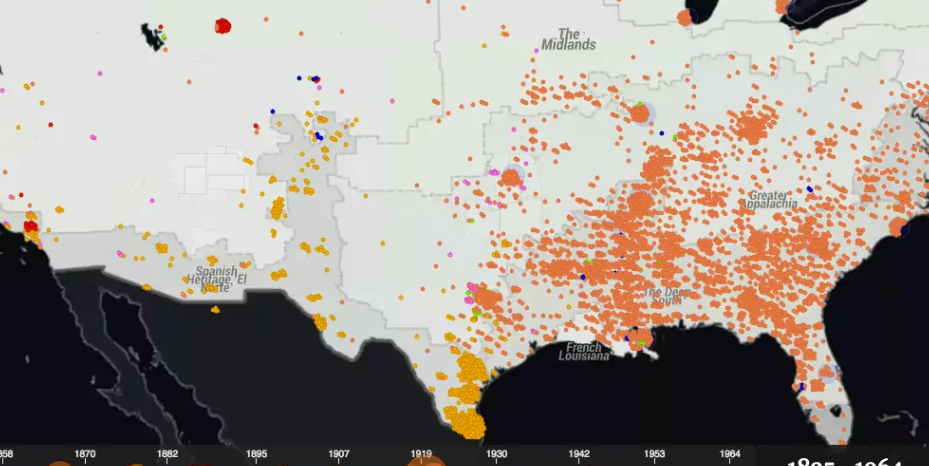 The
Midlands
Greater
Appalachia
Spanish
Heritage, El
Norte
The Deep
South
French
Louisiana
1870 1882 1895 1907 1919 1930 1942 1953 1964